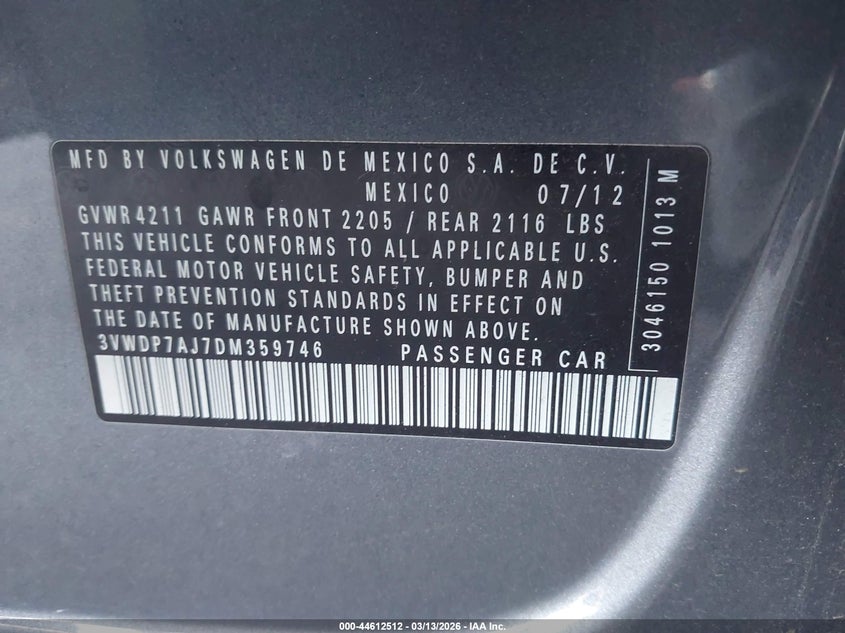 MFD BY VOLKSWAGEN DE MEXICO S.A. DE C.V.
MEXICO 07/12
GVWR 4211 GAWR FRONT 2205 / REAR 2116 LBS
THIS VEHICLE CONFORMS TO ALL APPLICABLE U.S.
FEDERAL MOTOR VEHICLE SAFETY, BUMPER AND
THEFT PREVENTION STANDARDS IN EFFECT ON
THE DATE OF MANUFACTURE SHOWN ABOVE.
3VWDP7AJ7DM359746 PASSENGER CAR
3046150 1013 M
000-44612512 - 03/13/2026 - IAA Inc.